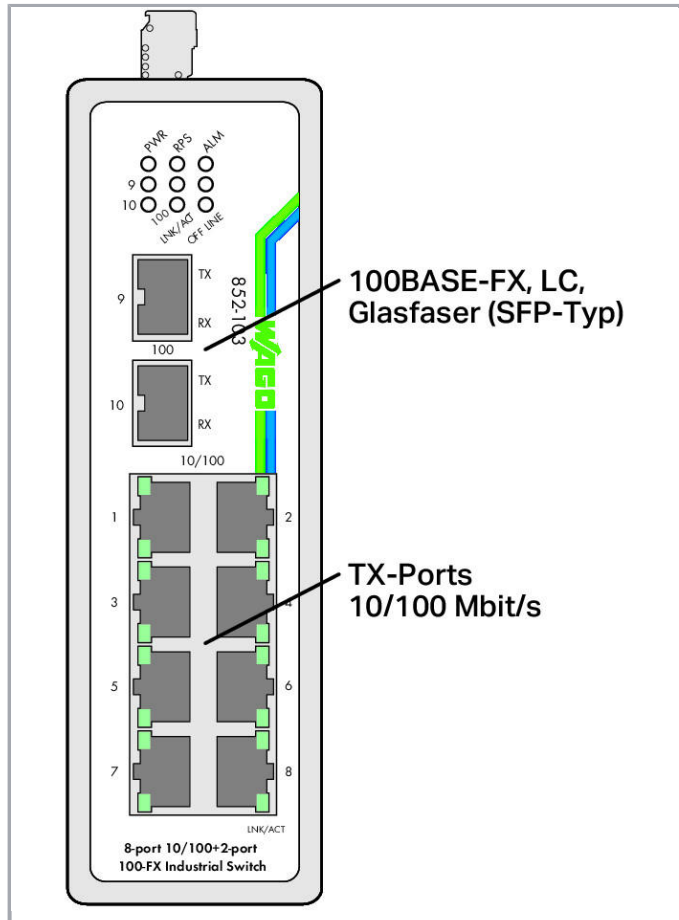 PWR RPS ALM
9
10
100 LNK/ACT OFF LINE
852-103
WAGO
9 TX
RX
100
10 TX
RX
10/100
100BASE-FX, LC,
Glasfaser (SFP-Typ)
1 2
3 4
TX-Ports
10/100 Mbit/s
5 6
7 8
LNK/ACT
8-port 10/100+2-port
100-FX Industrial Switch